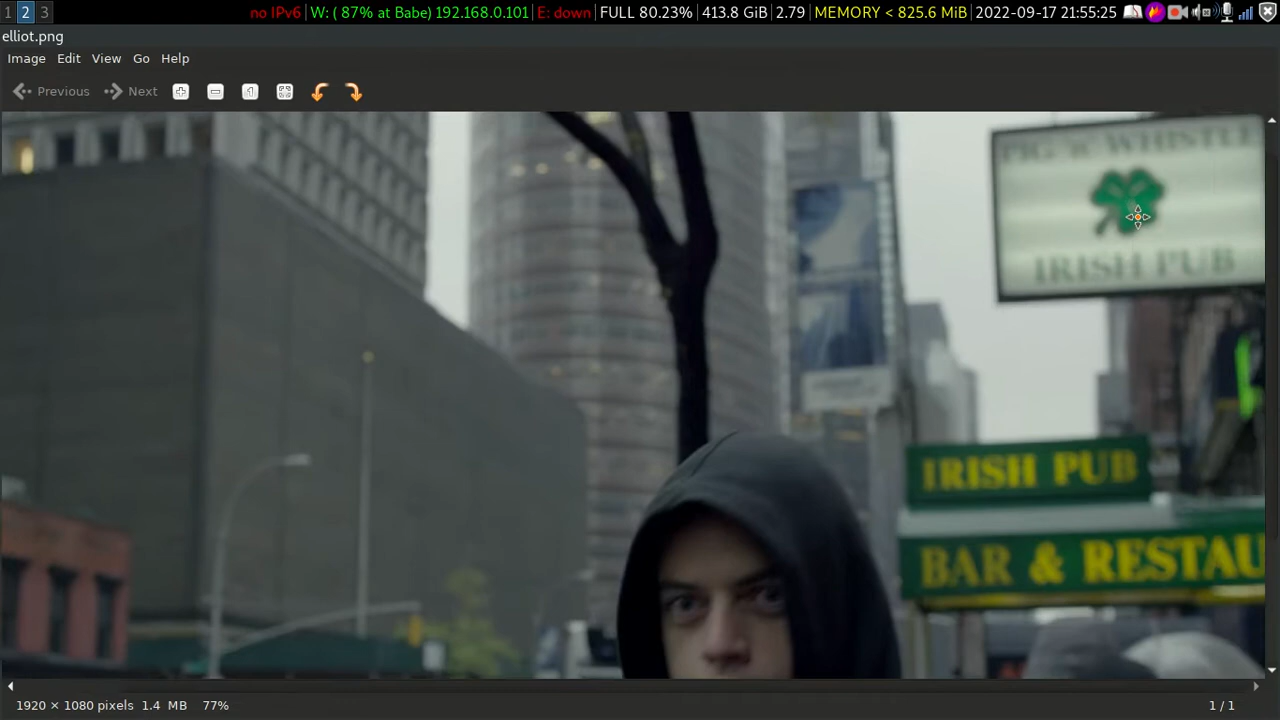 1 2 3 no IPv6 W: ( 87% at Babe) 192.168.0.101 E: down FULL 80.23% 413.8 GiB 2.79 MEMORY < 825.6 MiB 2022-09-17 21:55:25
elliot.png
Image Edit View Go Help
Previous Next
PIG 'n' WHISTLE
IRISH PUB
IRISH PUB
BAR & RESTAU
1920 × 1080 pixels 1.4 MB 77% 1 / 1